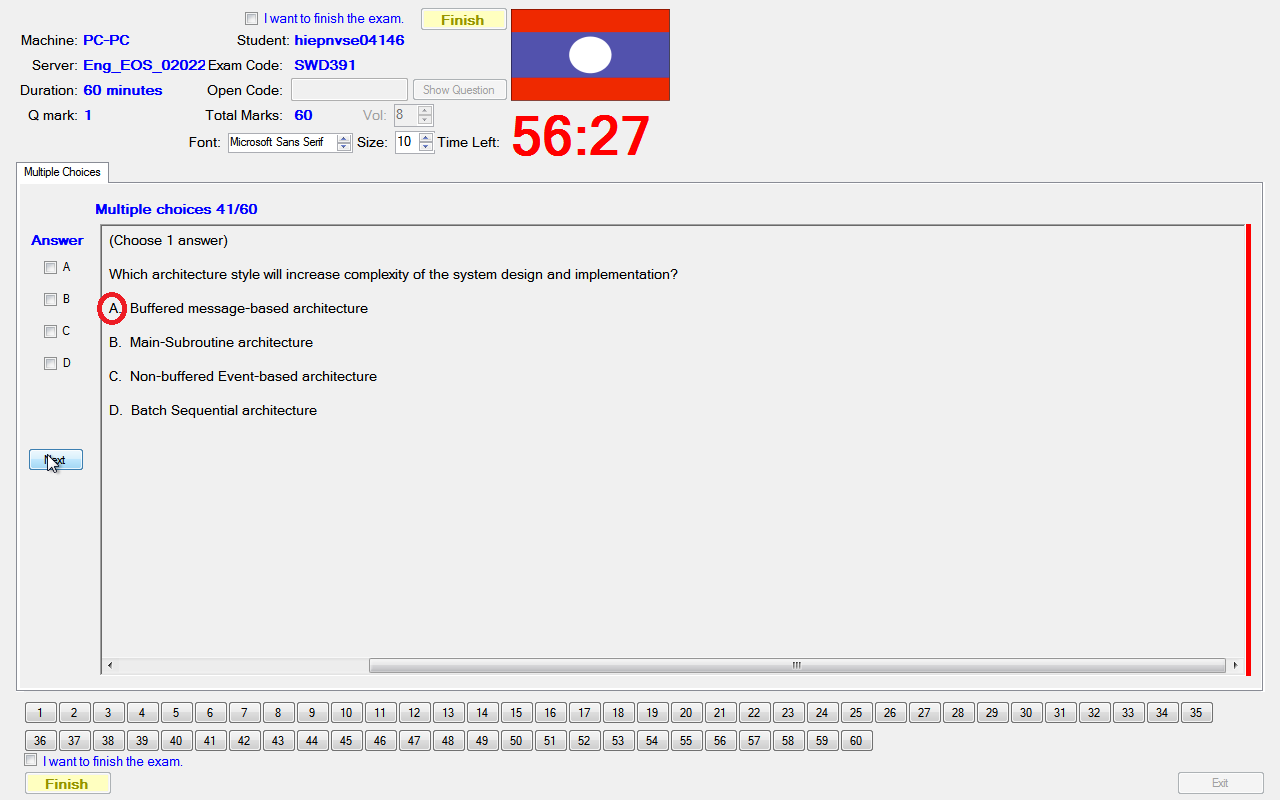 I want to finish the exam. Finish
Machine: PC-PC Student: hiepnvse04146
Server: Eng_EOS_02022 Exam Code: SWD391
Duration: 60 minutes Open Code: Show Question
Q mark: 1 Total Marks: 60 Vol: 8
Font: Microsoft Sans Serif Size: 10 Time Left: 56:27
Multiple Choices
Multiple choices 41/60
Answer
A
B
C
D
Next
(Choose 1 answer)
Which architecture style will increase complexity of the system design and implementation?
A. Buffered message-based architecture
B. Main-Subroutine architecture
C. Non-buffered Event-based architecture
D. Batch Sequential architecture
1 2 3 4 5 6 7 8 9 10 11 12 13 14 15 16 17 18 19 20 21 22 23 24 25 26 27 28 29 30 31 32 33 34 35
36 37 38 39 40 41 42 43 44 45 46 47 48 49 50 51 52 53 54 55 56 57 58 59 60
I want to finish the exam.
Finish Exit